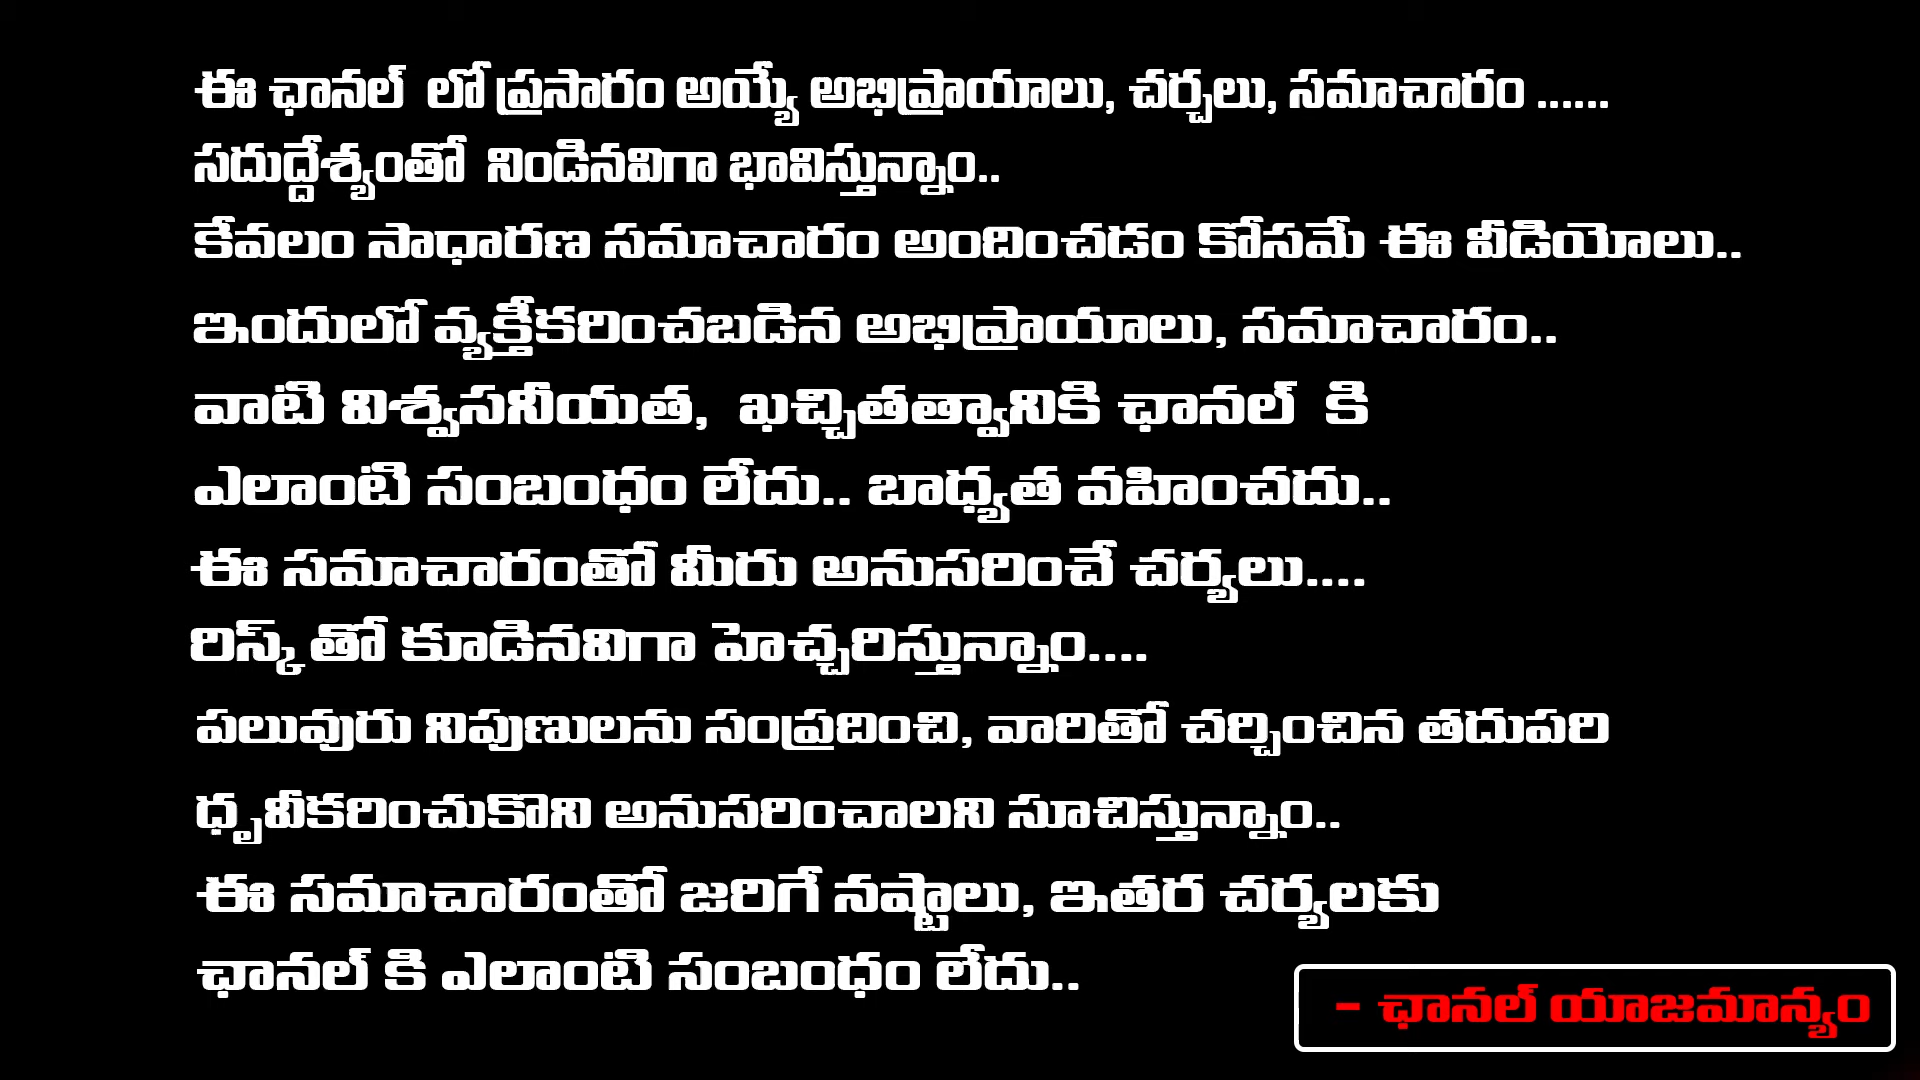 ఈ ఛానల్ లో ప్రసారం అయ్యే అభిప్రాయాలు, చర్చలు, సమాచారం ......
సదుద్దేశ్యంతో నిండినవిగా భావిస్తున్నాం..
కేవలం సాధారణ సమాచారం అందించడం కోసమే ఈ వీడియోలు..
ఇందులో వ్యక్తీకరించబడిన అభిప్రాయాలు, సమాచారం..
వాటి విశ్వసనీయత, ఖచ్చితత్వానికి ఛానల్ కి
ఎలాంటి సంబంధం లేదు.. బాధ్యత వహించదు..
ఈ సమాచారంతో మీరు అనుసరించే చర్యలు....
రిస్క్ తో కూడినవిగా హెచ్చరిస్తున్నాం....
పలువురు నిపుణులను సంప్రదించి, వారితో చర్చించిన తదుపరి
ధృవీకరించుకొని అనుసరించాలని సూచిస్తున్నాం..
ఈ సమాచారంతో జరిగే నష్టాలు, ఇతర చర్యలకు
ఛానల్ కి ఎలాంటి సంబంధం లేదు..
- ఛానల్ యాజమాన్యం